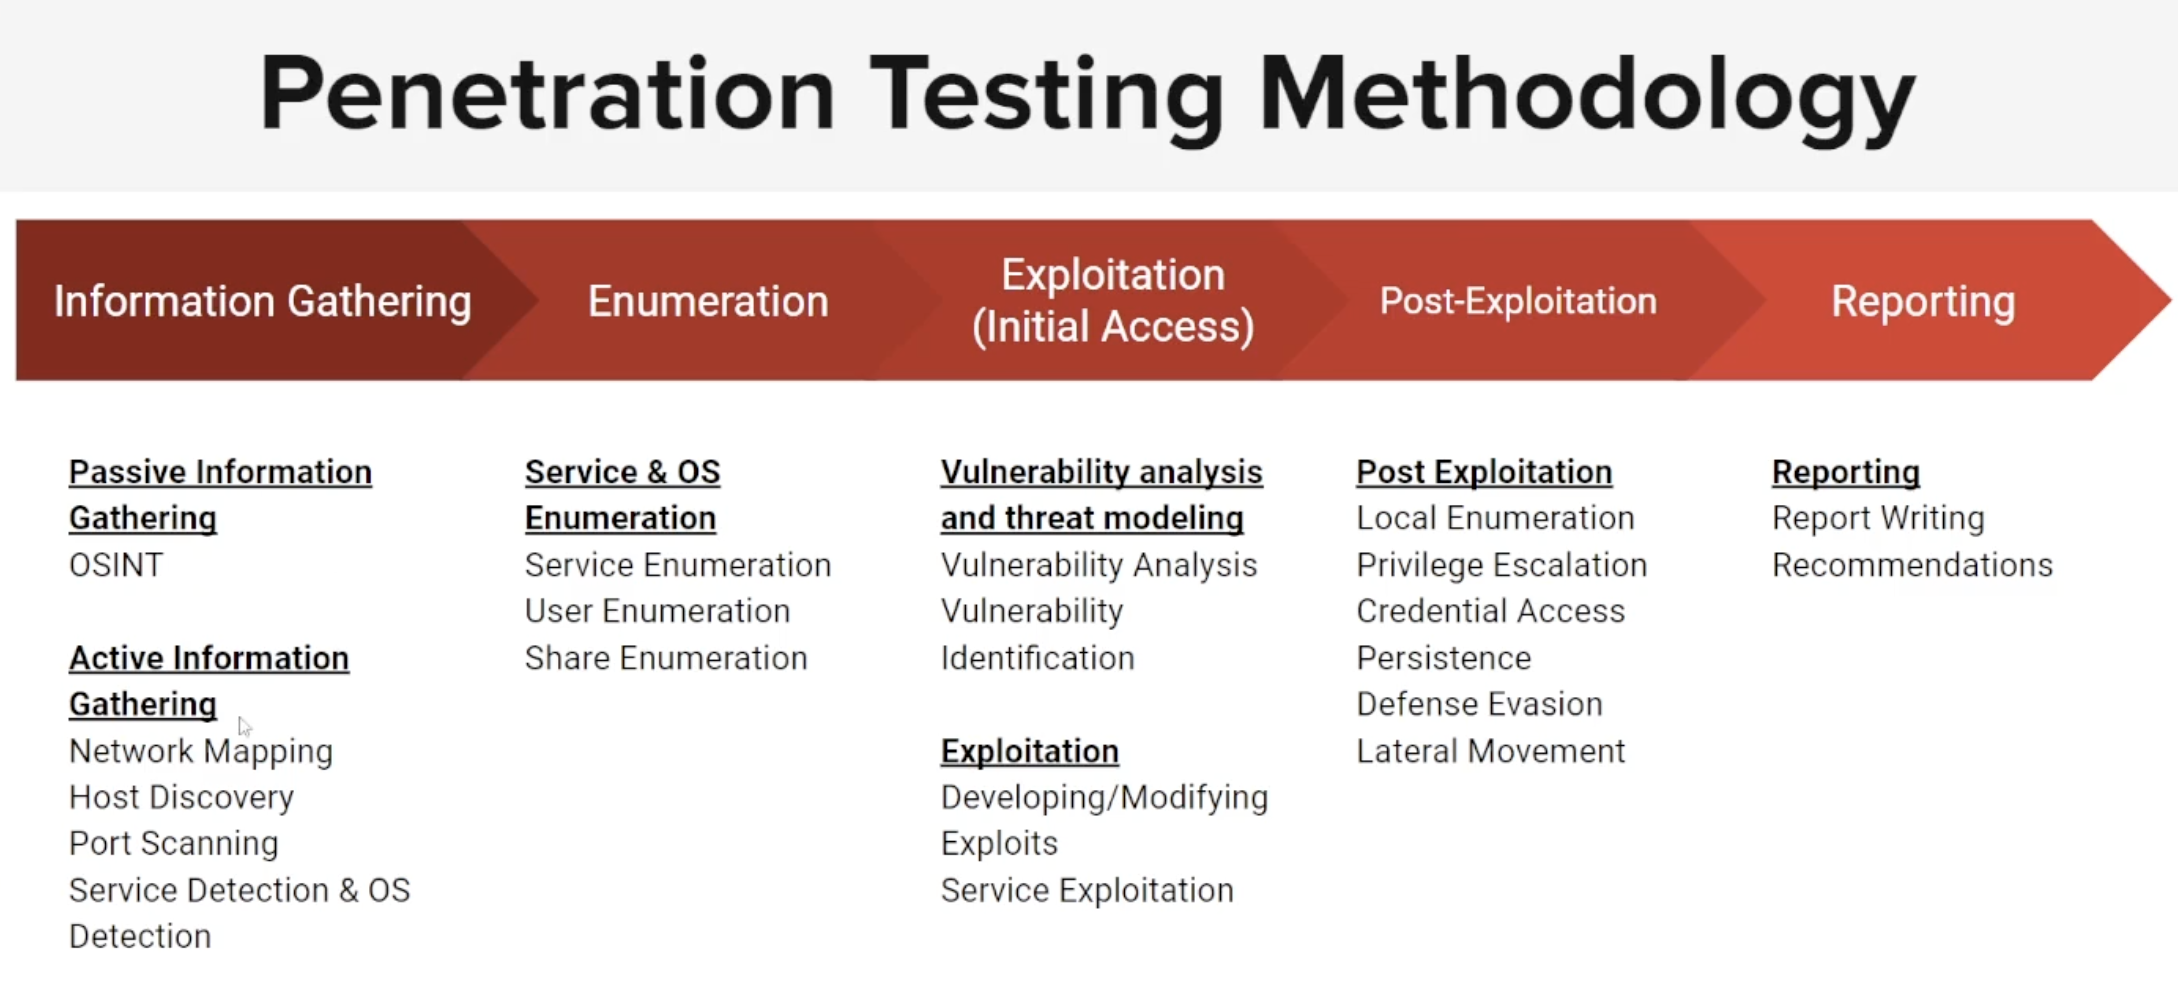 Penetration Testing Methodology
Information Gathering
Enumeration
Exploitation
(Initial Access)
Post-Exploitation
Reporting
Passive Information
Gathering
OSINT
Active Information
Gathering
Network Mapping
Host Discovery
Port Scanning
Service Detection & OS
Detection
Service & OS
Enumeration
Service Enumeration
User Enumeration
Share Enumeration
Vulnerability analysis
and threat modeling
Vulnerability Analysis
Vulnerability
Identification
Exploitation
Developing/Modifying
Exploits
Service Exploitation
Post Exploitation
Local Enumeration
Privilege Escalation
Credential Access
Persistence
Defense Evasion
Lateral Movement
Reporting
Report Writing
Recommendations